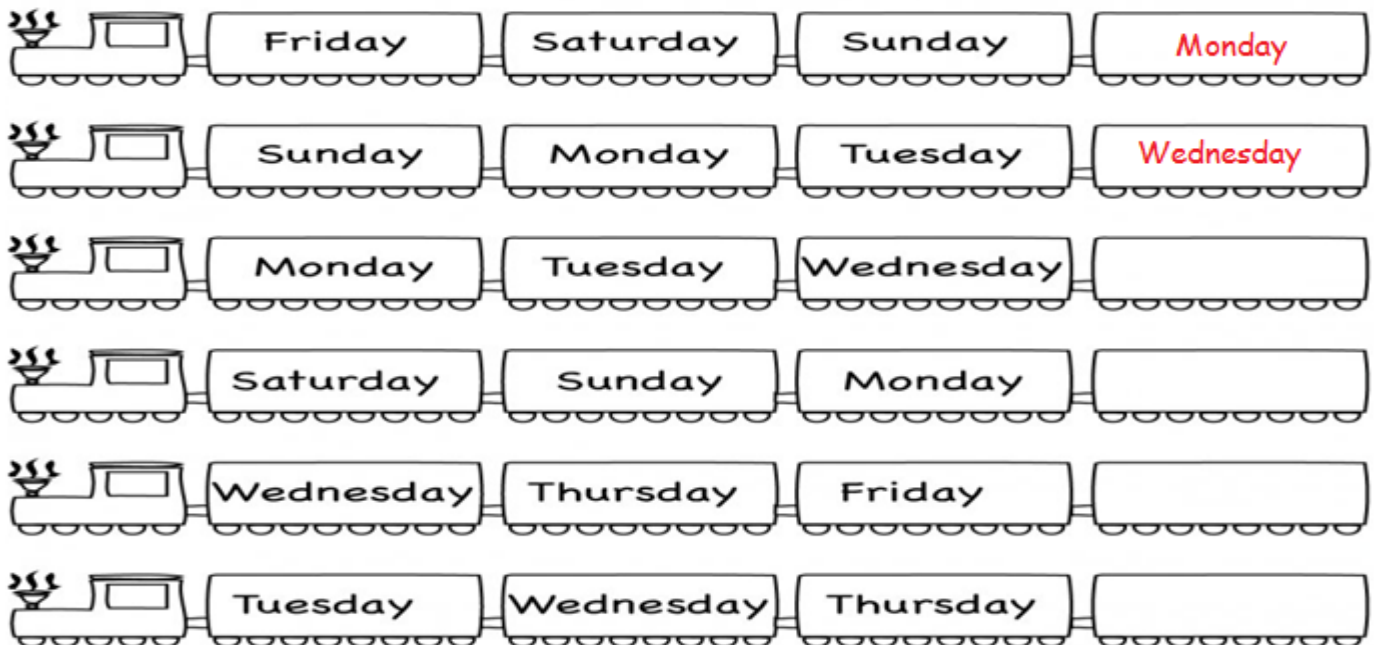 Friday Saturday Sunday Monday
Sunday Monday Tuesday Wednesday
Monday Tuesday Wednesday
Saturday Sunday Monday
Wednesday Thursday Friday
Tuesday Wednesday Thursday